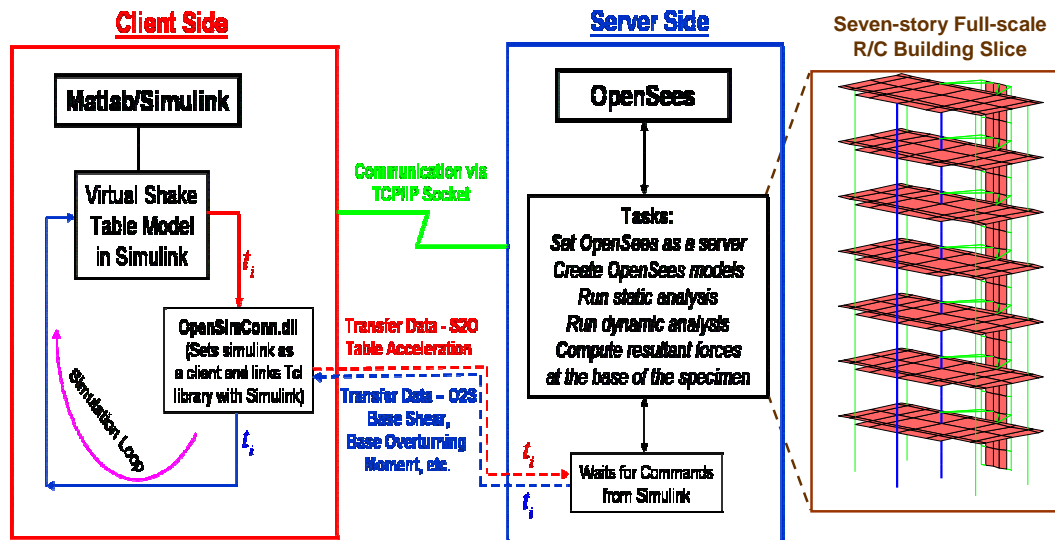 Client Side
Matlab/Simulink
Virtual Shake
Table Model
in Simulink
t_i
OpenSimConn.dll
(Sets simulink as
a client and links Tcl
library with Simulink)
t_i
Simulation Loop
Communication via
TCP/IP Socket
Transfer Data - S2O
Table Acceleration
Transfer Data – O2S
Base Shear,
Base Overturning
Moment, etc.
t_i
t_i
Server Side
OpenSees
Tasks:
Set OpenSees as a server
Create OpenSees models
Run static analysis
Run dynamic analysis
Compute resultant forces
at the base of the specimen
Waits for Commands
from Simulink
Seven-story Full-scale
R/C Building Slice